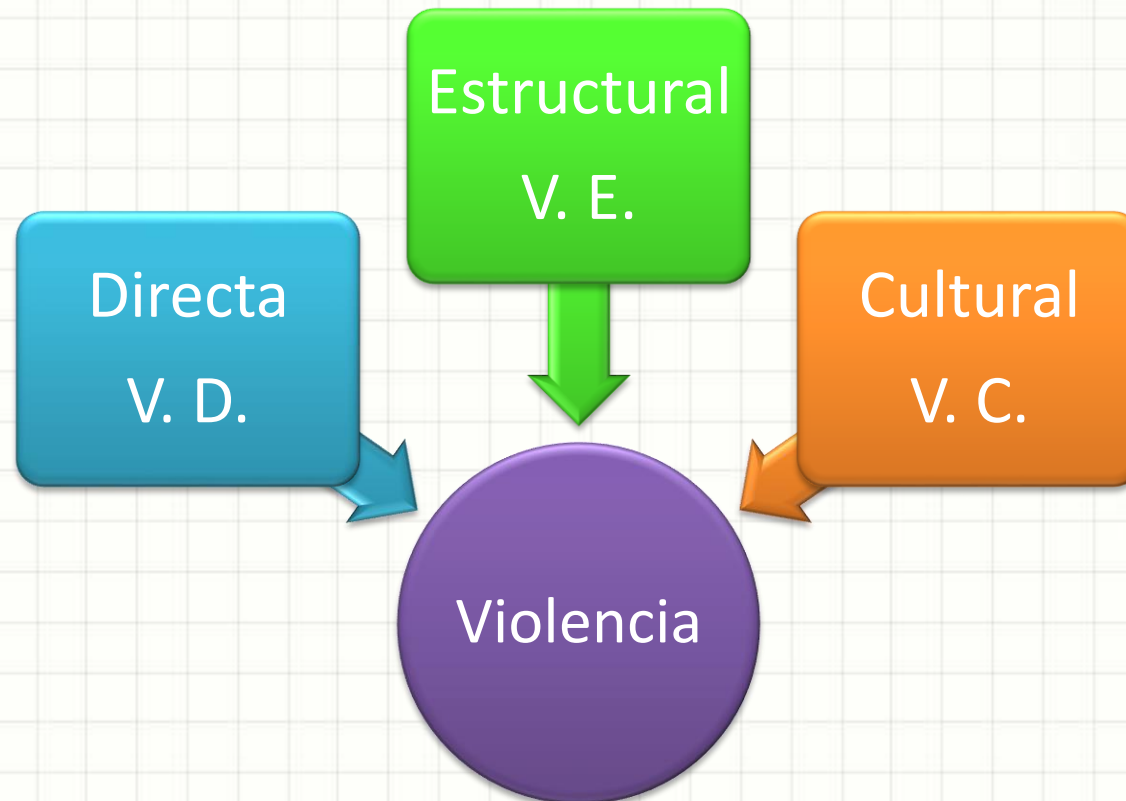 Directa
V. D.
Estructural
V. E.
Cultural
V. C.
Violencia